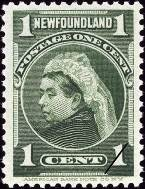 1 NEWFOUNDLAND 1
POSTAGE ONE CENT
1 CENT 1
AMERICAN BANK NOTE CO. N.Y.